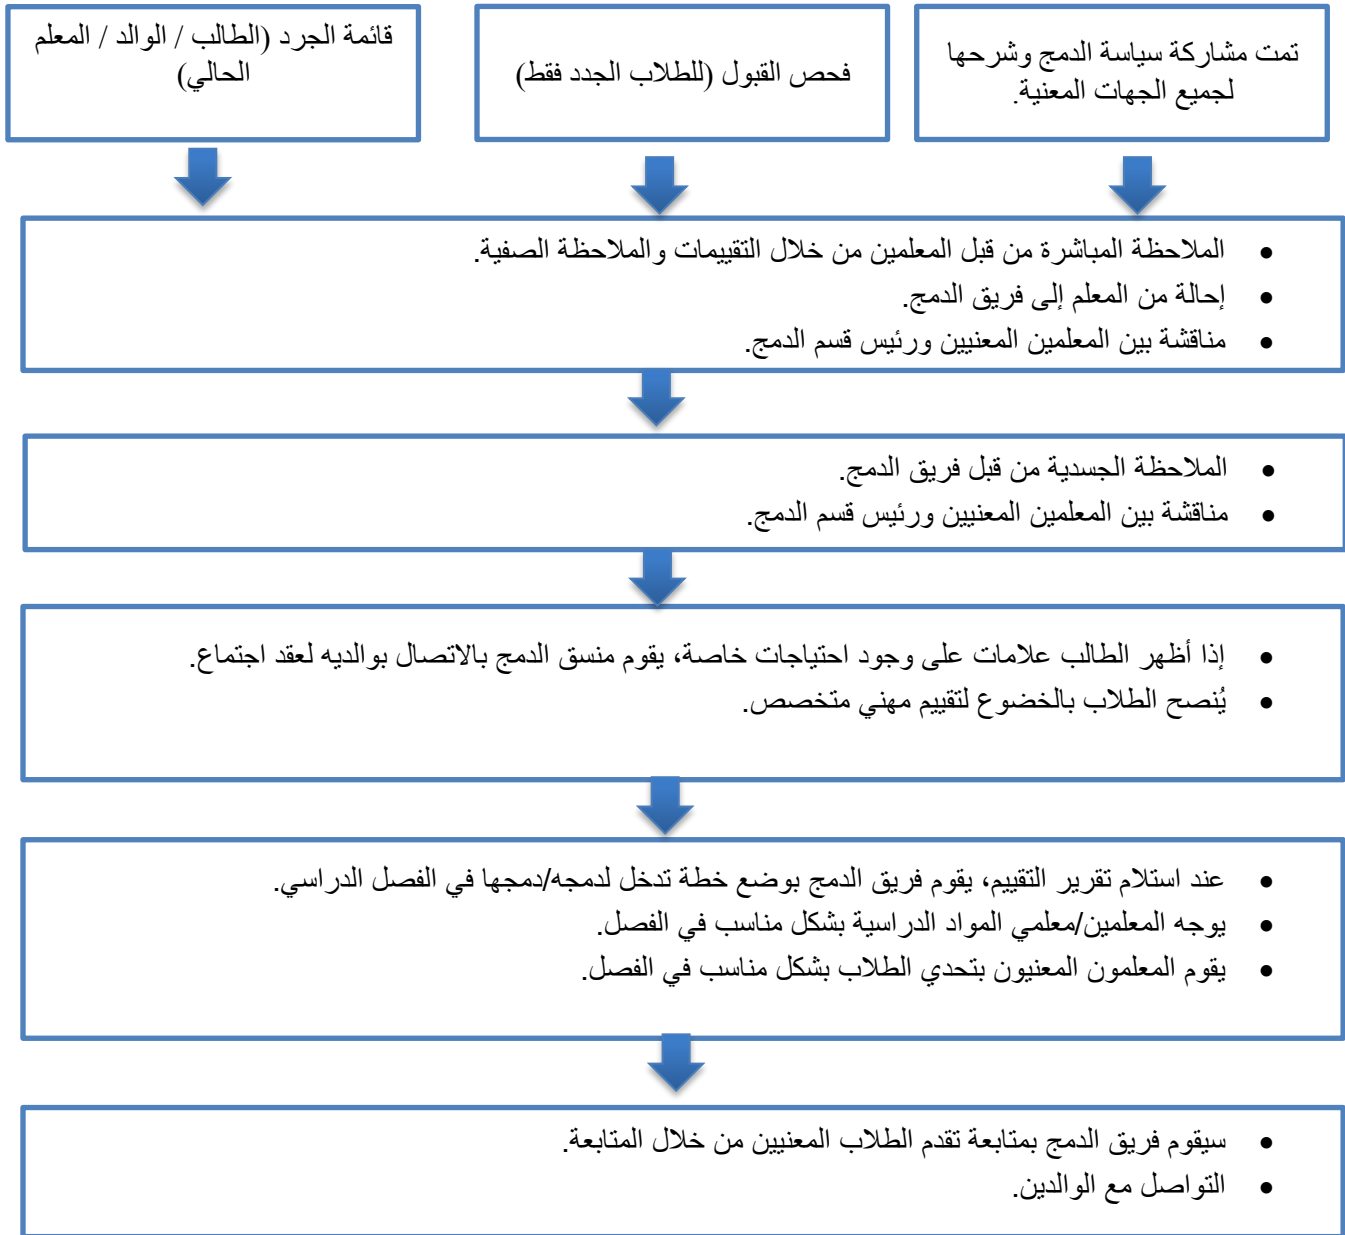 تمت مشاركة سياسة الدمج وشرحها
لجميع الجهات المعنية.
فحص القبول (للطلاب الجدد فقط)
قائمة الجرد (الطالب / الوالد / المعلم
الحالي)
• الملاحظة المباشرة من قبل المعلمين من خلال التقييمات والملاحظة الصفية.
• إحالة من المعلم إلى فريق الدمج.
• مناقشة بين المعلمين المعنيين ورئيس قسم الدمج.
• الملاحظة الجسدية من قبل فريق الدمج.
• مناقشة بين المعلمين المعنيين ورئيس قسم الدمج.
• إذا أظهر الطالب علامات على وجود احتياجات خاصة، يقوم منسق الدمج بالاتصال بوالديه لعقد اجتماع.
• يُنصح الطلاب بالخضوع لتقييم مهني متخصص.
• عند استلام تقرير التقييم، يقوم فريق الدمج بوضع خطة تدخل لدمجه/دمجها في الفصل الدراسي.
• يوجه المعلمين/معلمي المواد الدراسية بشكل مناسب في الفصل.
• يقوم المعلمون المعنيون بتحدي الطلاب بشكل مناسب في الفصل.
• سيقوم فريق الدمج بمتابعة تقدم الطلاب المعنيين من خلال المتابعة.
• التواصل مع الوالدين.